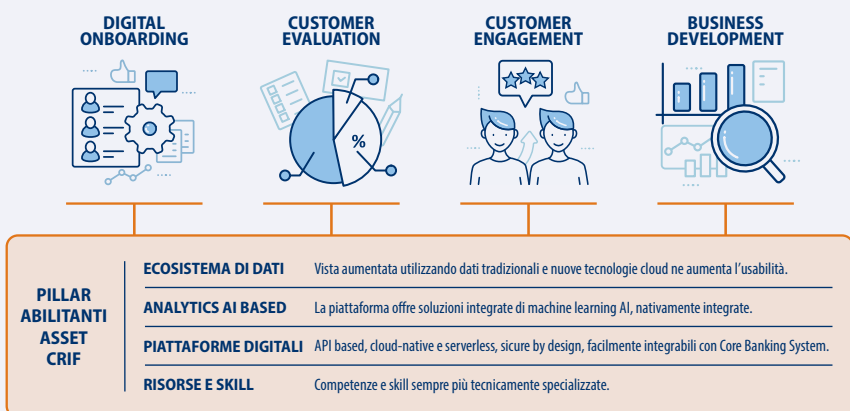 DIGITAL
ONBOARDING
CUSTOMER
EVALUATION
CUSTOMER
ENGAGEMENT
BUSINESS
DEVELOPMENT
%
PILLAR
ABILITANTI
ASSET
CRIF
ECOSISTEMA DI DATI Vista aumentata utilizzando dati tradizionali e nuove tecnologie cloud ne aumenta l'usabilità.
ANALYTICS AI BASED La piattaforma offre soluzioni integrate di machine learning AI, nativamente integrate.
PIATTAFORME DIGITALI API based, cloud-native e serverless, sicure by design, facilmente integrabili con Core Banking System.
RISORSE E SKILL Competenze e skill sempre più tecnicamente specializzate.